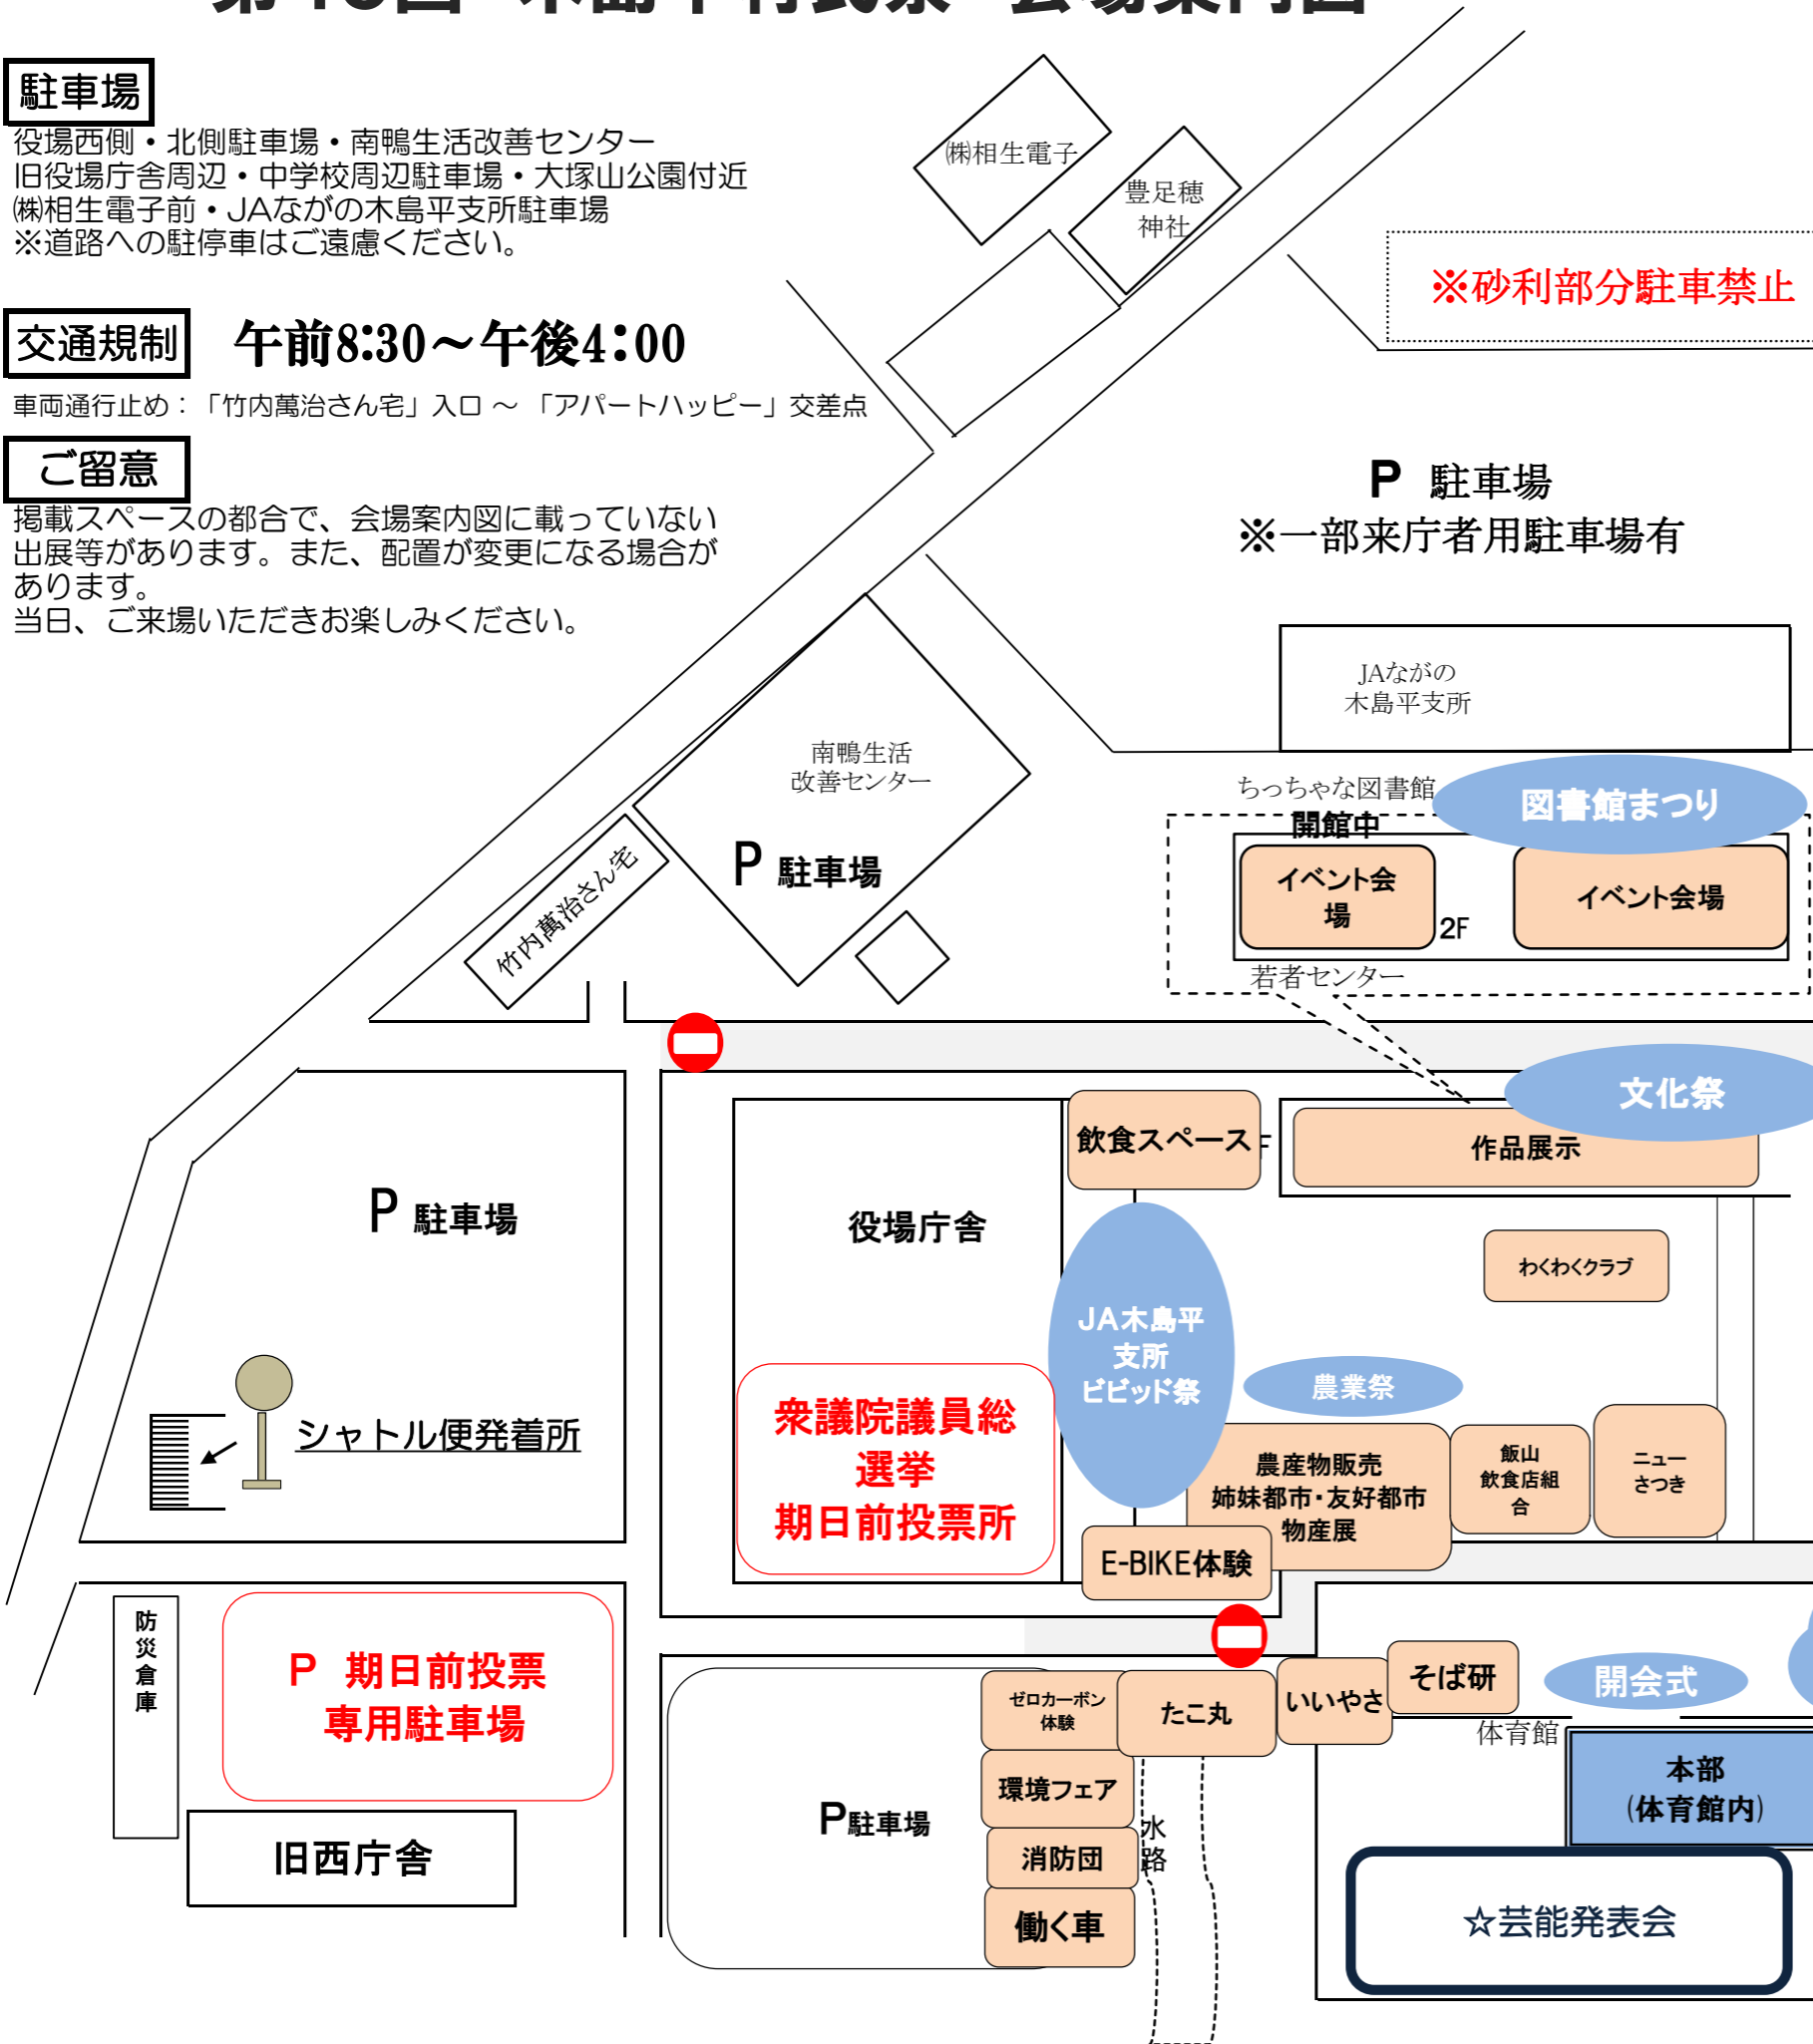 駐車場
役場西側・北側駐車場・南鴨生活改善センター
旧役場庁舎周辺・中学校周辺駐車場・大塚山公園付近
㈱相生電子前・JAながの木島平支所駐車場
※道路への駐停車はご遠慮ください。
交通規制
午前8:30～午後4:00
車両通行止め：「竹内萬治さん宅」入口 ～ 「アパートハッピー」交差点
ご留意
掲載スペースの都合で、会場案内図に載っていない
出展等があります。また、配置が変更になる場合が
あります。
当日、ご来場いただきお楽しみください。
㈱相生電子
豊足穂
神社
※砂利部分駐車禁止
P 駐車場
※一部来庁者用駐車場有
JAながの
木島平支所
南鴨生活
改善センター
P 駐車場
竹内萬治さん宅
ちっちゃな図書館
開館中
図書館まつり
イベント会
場
2F
イベント会場
若者センター
文化祭
飲食スペース
作品展示
P 駐車場
役場庁舎
わくわくクラブ
JA木島平
支所
ビビッド祭
農業祭
シャトル便発着所
衆議院議員総
選挙
期日前投票所
農産物販売
姉妹都市・友好都市
物産展
飯山
飲食店組
合
ニュー
さつき
E-BIKE体験
防災倉庫
P 期日前投票
専用駐車場
旧西庁舎
P駐車場
ゼロカーボン
体験
たこ丸
いいやさ
そば研
開会式
環境フェア
消防団
働く車
水路
体育館
本部
(体育館内)
☆芸能発表会